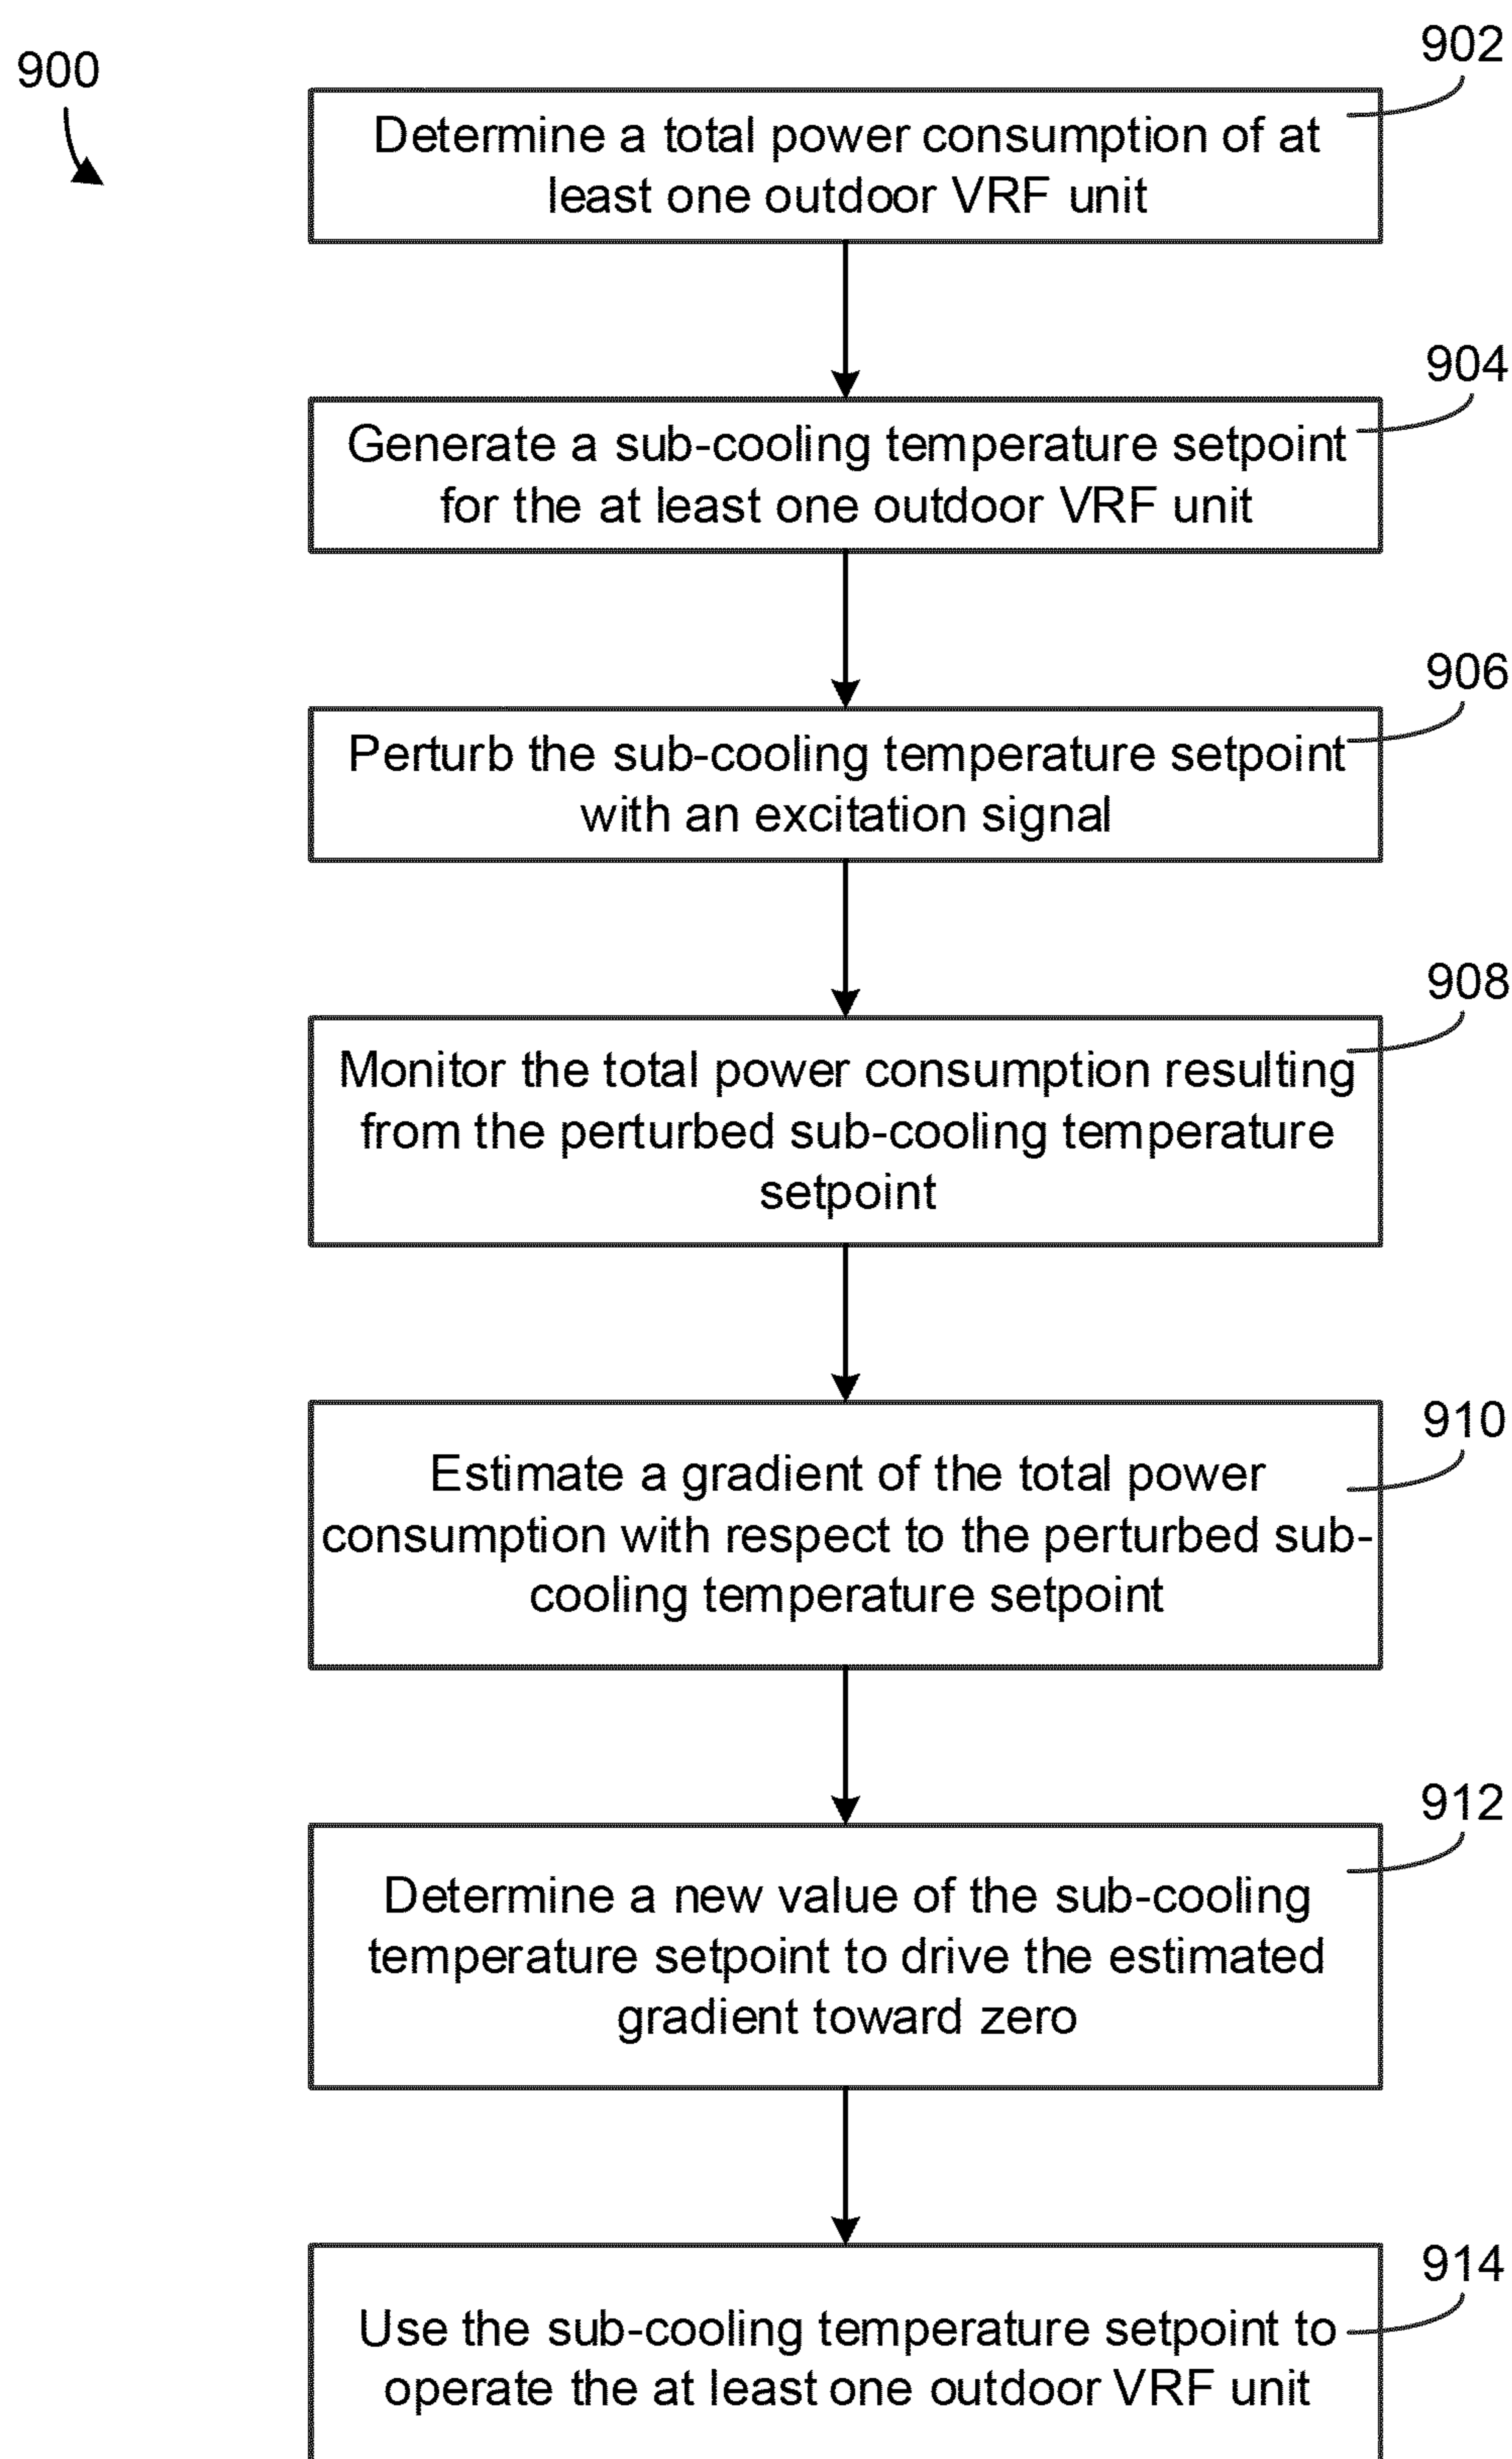 900
902
Determine a total power consumption of at
least one outdoor VRF unit
904
Generate a sub-cooling temperature setpoint
for the at least one outdoor VRF unit
906
Perturb the sub-cooling temperature setpoint
with an excitation signal
908
Monitor the total power consumption resulting
from the perturbed sub-cooling temperature
setpoint
910
Estimate a gradient of the total power
consumption with respect to the perturbed sub-
cooling temperature setpoint
912
Determine a new value of the sub-cooling
temperature setpoint to drive the estimated
gradient toward zero
914
Use the sub-cooling temperature setpoint to
operate the at least one outdoor VRF unit